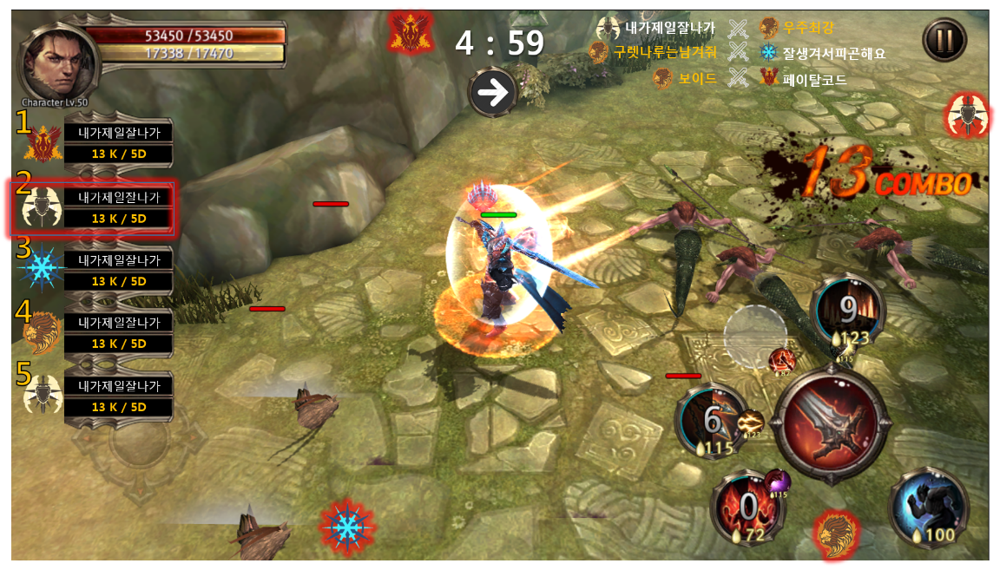 53450 /53450
17338 /17470
Character Lv.50
4 : 59
내가제일잘나가 우주최강
구렛나루는남겨줘 잘생겨서피곤해요
보이드 페이탈코드
1
내가제일잘나가
13 K / 5D
2
내가제일잘나가
13 K / 5D
3
내가제일잘나가
13 K / 5D
4
내가제일잘나가
13 K / 5D
5
내가제일잘나가
13 K / 5D
13 COMBO
9
123
115
87
6
123
115
115
0
72
100